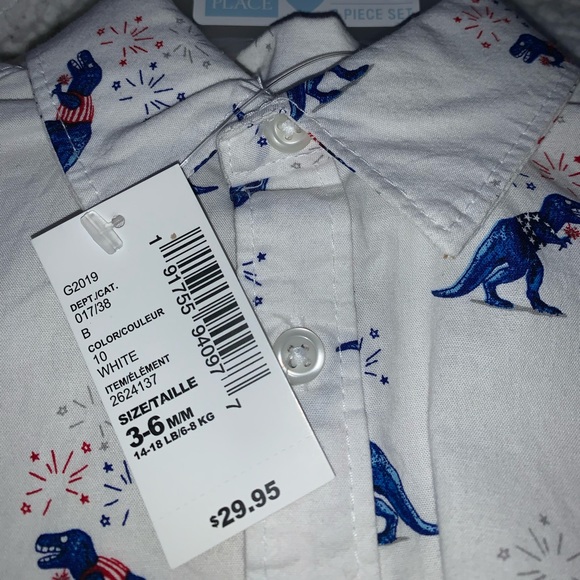 PLACE
PIECE SET
G2019
DEPT./CAT.
017/38
B
COLOR/COULEUR
10
WHITE
ITEM/ÉLÉMENT
2624137
SIZE/TAILLE
3-6 M/M
14-18 LB/6-8 KG
1 91755 94097 7
$29.95